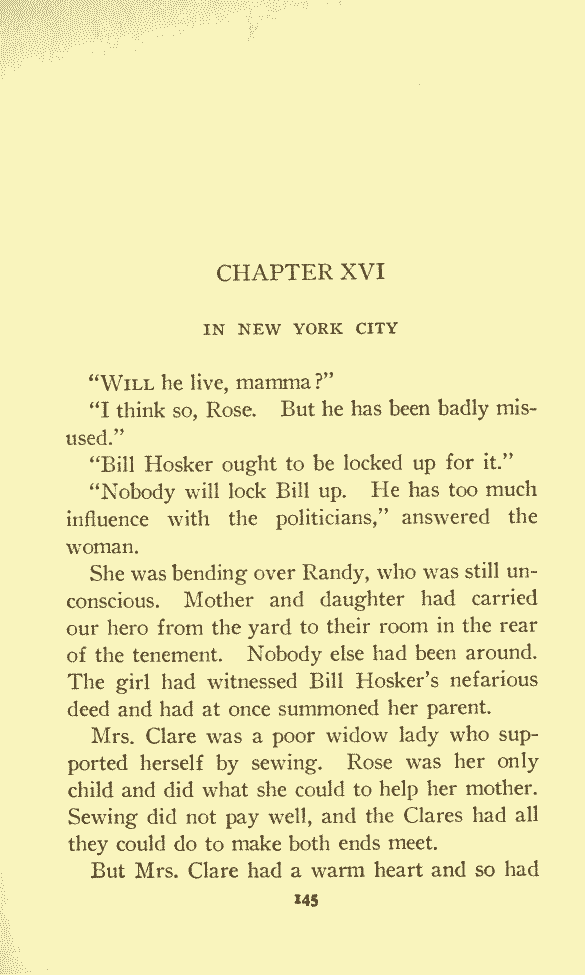 CHAPTER XVI
IN NEW YORK CITY
“WILL he live, mamma?”
“I think so, Rose. But he has been badly mis-
used.”
“Bill Hosker ought to be locked up for it.”
“Nobody will lock Bill up. He has too much
influence with the politicians,” answered the
woman.
She was bending over Randy, who was still un-
conscious. Mother and daughter had carried
our hero from the yard to their room in the rear
of the tenement. Nobody else had been around.
The girl had witnessed Bill Hosker’s nefarious
deed and had at once summoned her parent.
Mrs. Clare was a poor widow lady who sup-
ported herself by sewing. Rose was her only
child and did what she could to help her mother.
Sewing did not pay well, and the Clares had all
they could do to make both ends meet.
But Mrs. Clare had a warm heart and so had
145